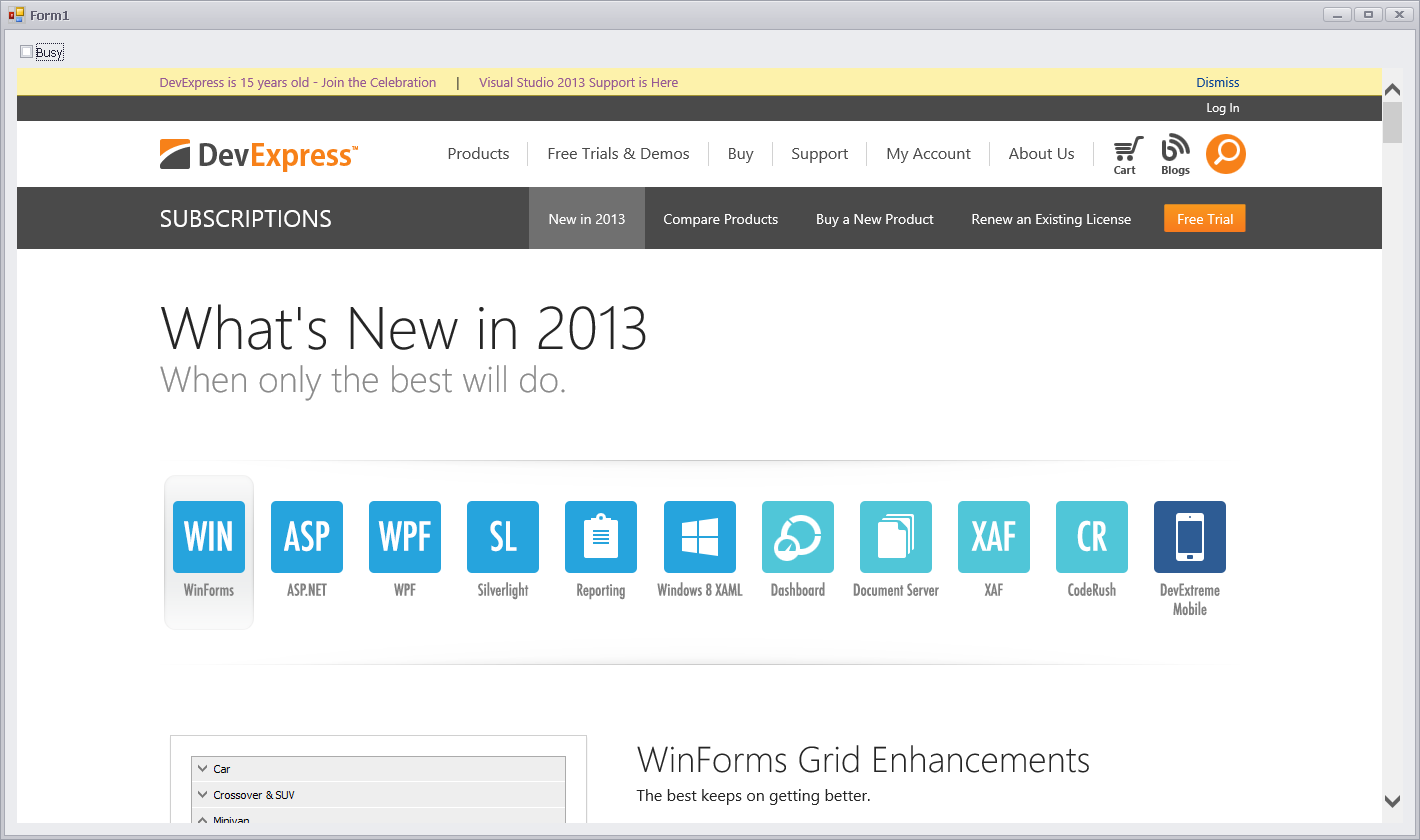 Form1
Busy
DevExpress is 15 years old - Join the Celebration | Visual Studio 2013 Support is Here Dismiss
Log In
DevExpress™ Products Free Trials & Demos Buy Support My Account About Us
Cart Blogs
SUBSCRIPTIONS New in 2013 Compare Products Buy a New Product Renew an Existing License Free Trial
What's New in 2013
When only the best will do.
WIN ASP WPF SL XAF CR
WinForms ASP.NET WPF Silverlight Reporting Windows 8 XAML Dashboard Document Server XAF CodeRush DevExtreme
Mobile
WinForms Grid Enhancements
Car
Crossover & SUV
The best keeps on getting better.
Minivan